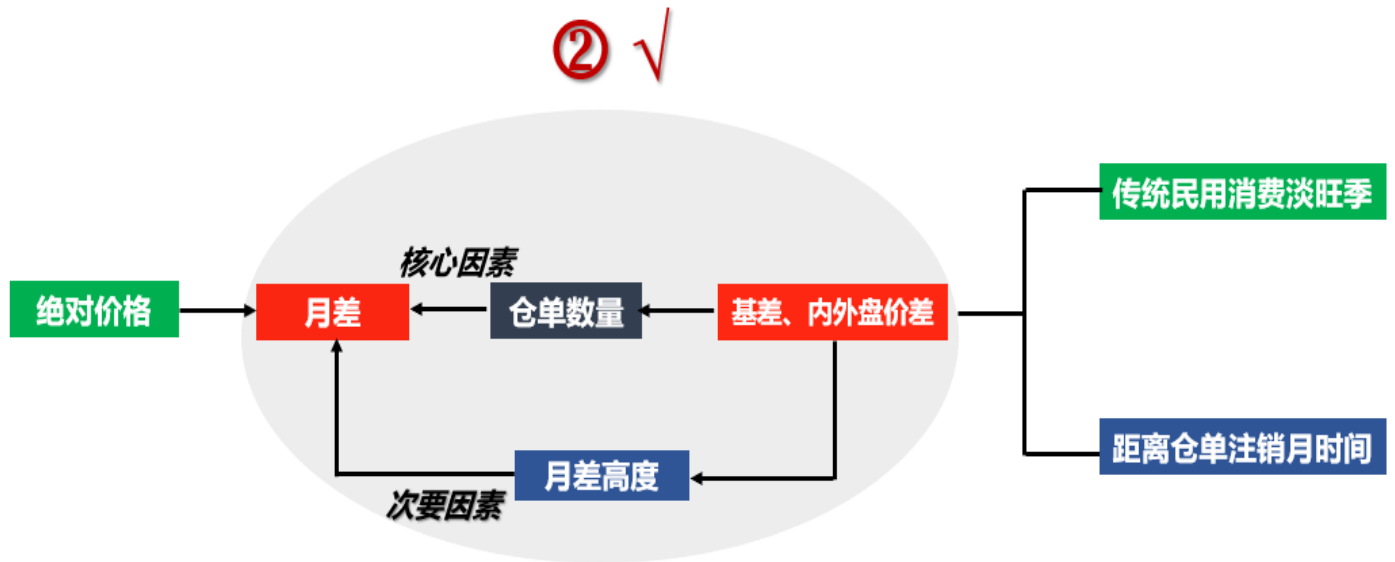 ② √
传统民用消费淡旺季
核心因素
绝对价格
月差
仓单数量
基差、内外盘价差
距离仓单注销月时间
月差高度
次要因素